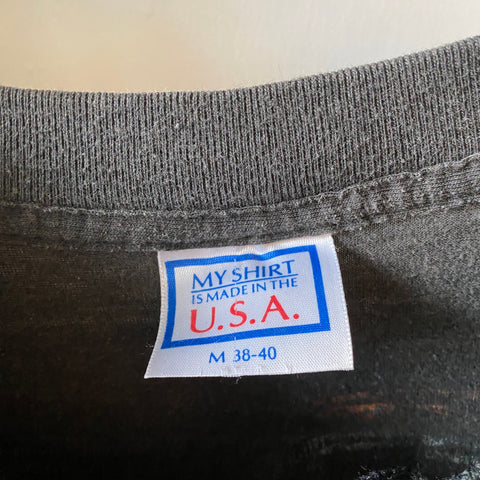 MY SHIRT
IS MADE IN THE
U.S.A.
M 38-40